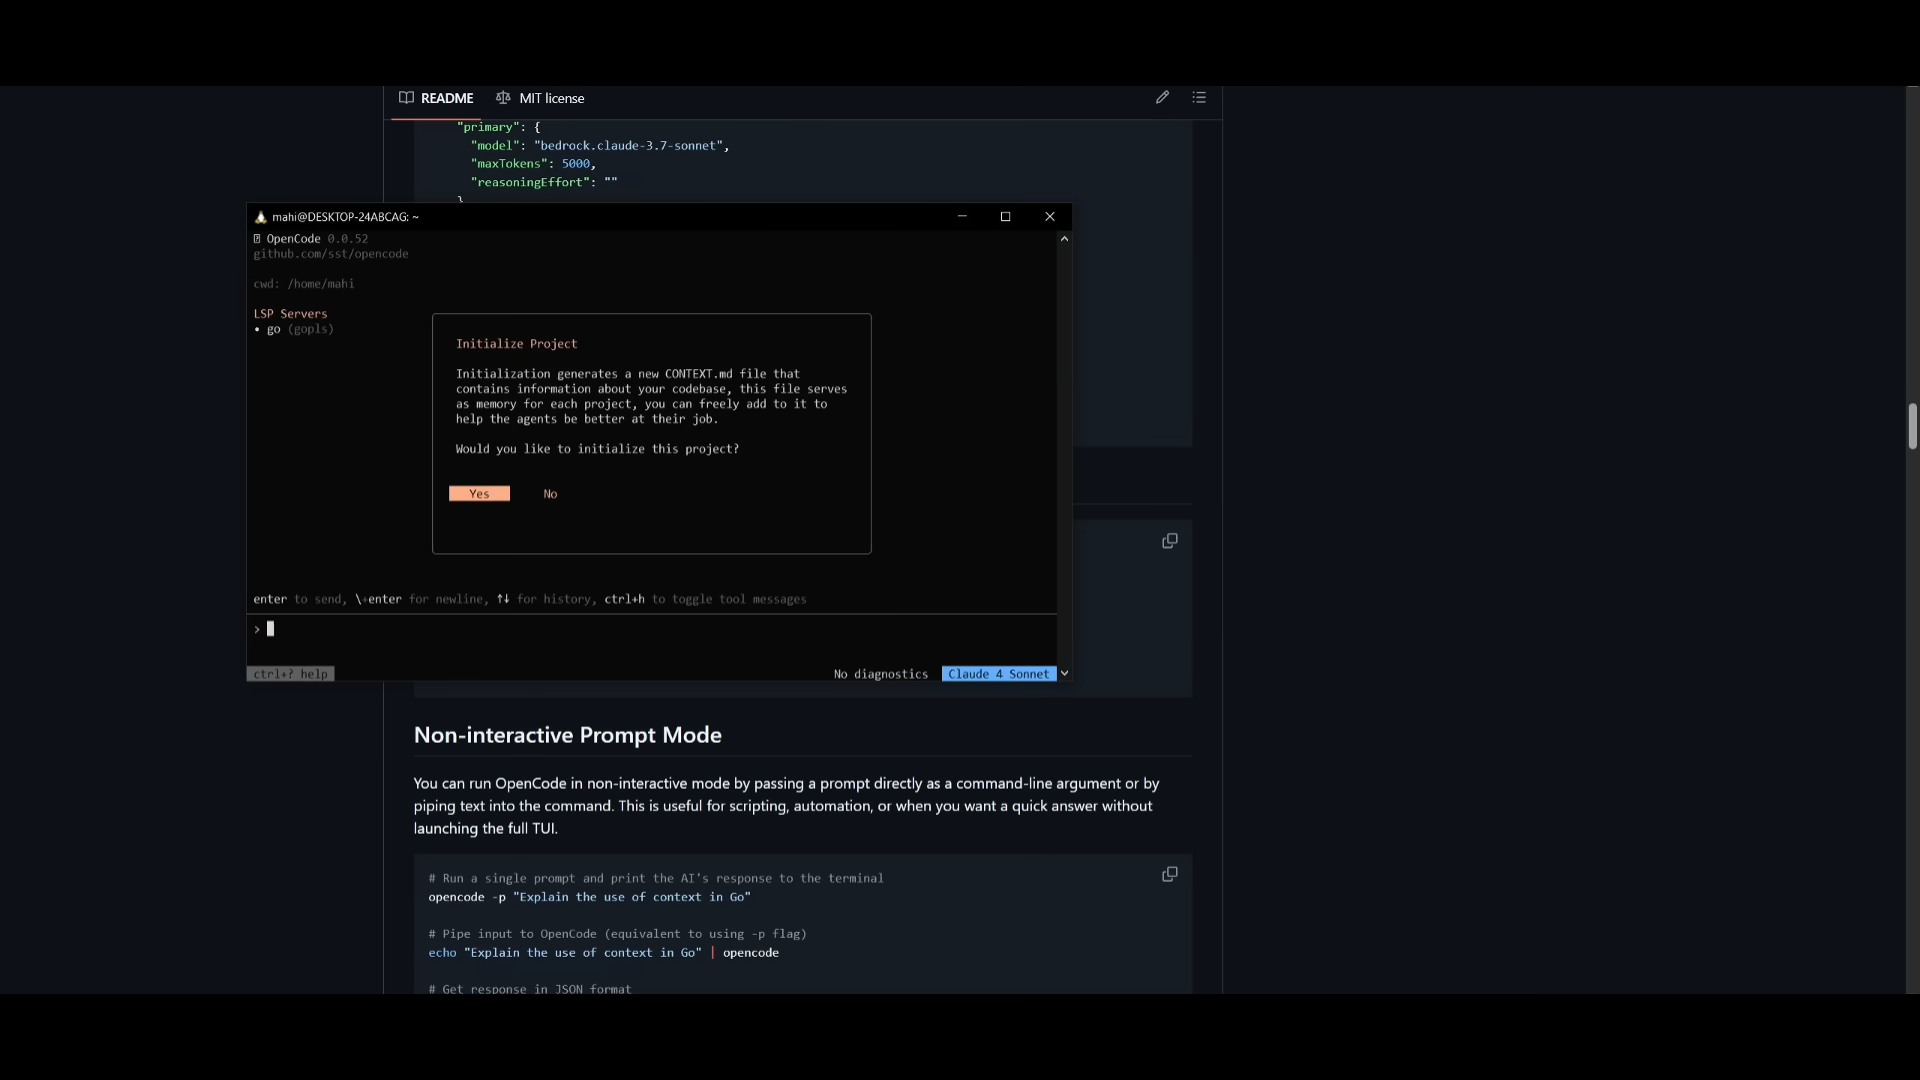 README
MIT license
"primary": {
"model": "bedrock.claude-3.7-sonnet",
"maxTokens": 5000,
"reasoningEffort": ""
}
mahi@DESKTOP-24ABCAG: ~
OpenCode 0.0.52
github.com/sst/opencode
cwd: /home/mahi
LSP Servers
• go (gopls)
Initialize Project
Initialization generates a new CONTEXT.md file that
contains information about your codebase, this file serves
as memory for each project, you can freely add to it to
help the agents be better at their job.
Would you like to initialize this project?
Yes No
enter to send, \+enter for newline, ↑↓ for history, ctrl+h to toggle tool messages
>
ctrl+? help
No diagnostics Claude 4 Sonnet
Non-interactive Prompt Mode
You can run OpenCode in non-interactive mode by passing a prompt directly as a command-line argument or by
piping text into the command. This is useful for scripting, automation, or when you want a quick answer without
launching the full TUI.
# Run a single prompt and print the AI's response to the terminal
opencode -p "Explain the use of context in Go"
# Pipe input to OpenCode (equivalent to using -p flag)
echo "Explain the use of context in Go" | opencode
# Get response in JSON format